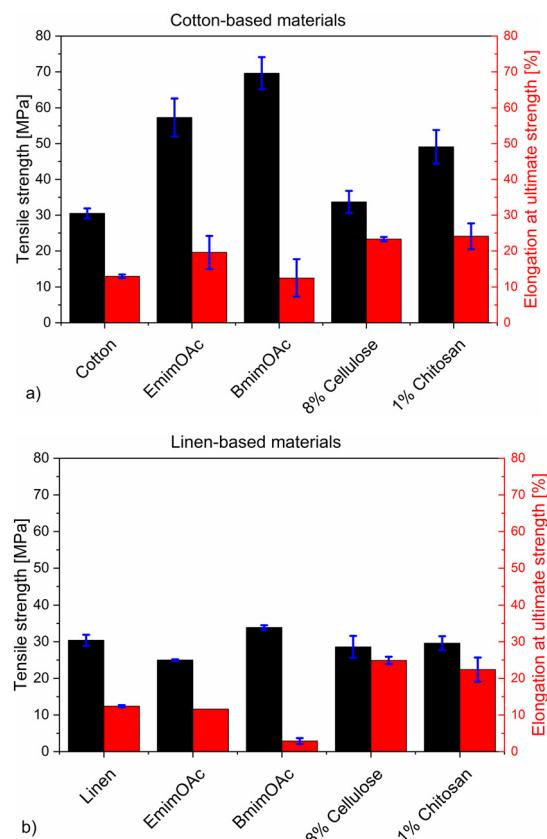 Cotton-based materials
80 80
70 70
60 60
50 50
40 40
30 30
20 20
10 10
0 0
Tensile strength [MPa]
Elongation at ultimate strength [%]
Cotton
EmimOAc
BmimOAc
8% Cellulose
1% Chitosan
a)
Linen-based materials
80 80
70 70
60 60
50 50
40 40
30 30
20 20
10 10
0 0
Tensile strength [MPa]
Elongation at ultimate strength [%]
Linen
EmimOAc
BmimOAc
8% Cellulose
1% Chitosan
b)